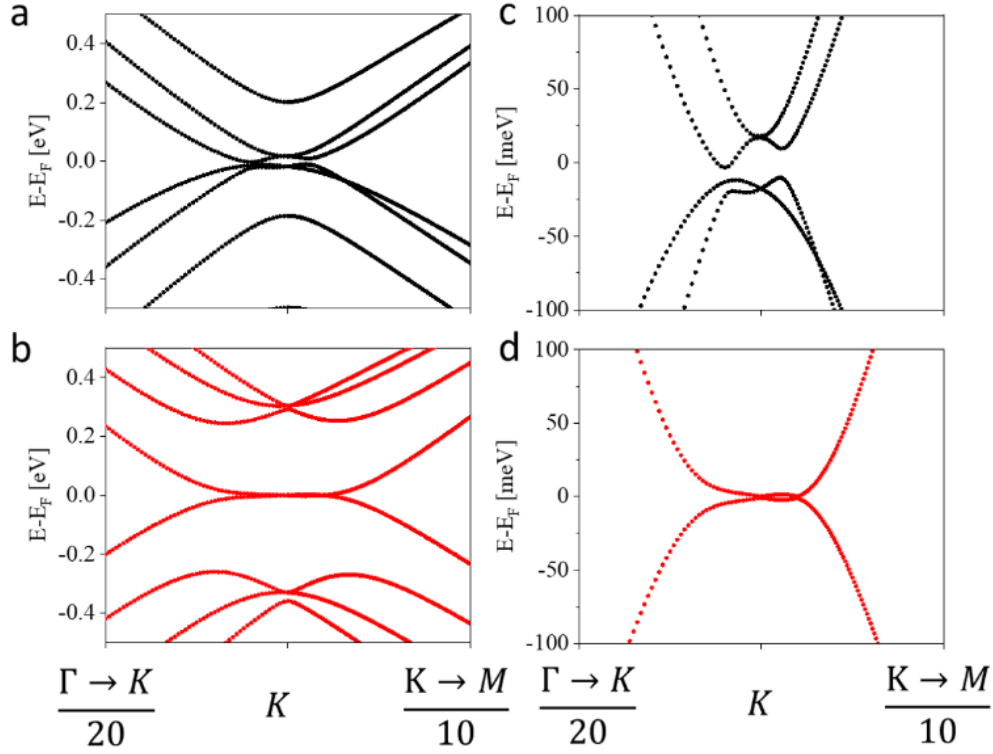 a
0.4
0.2
0.0
-0.2
-0.4
E-E_F [eV]
c
100
50
0
-50
-100
E-E_F [meV]
b
0.4
0.2
0.0
-0.2
-0.4
E-E_F [eV]
d
100
50
0
-50
-100
E-E_F [meV]
Γ → K
20
K
K → M
10
Γ → K
20
K
K → M
10